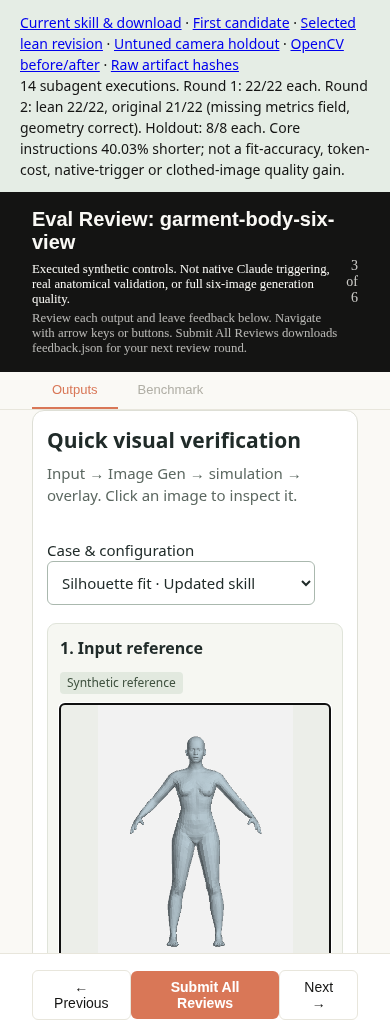 Current skill & download · First candidate · Selected
lean revision · Untuned camera holdout · OpenCV
before/after · Raw artifact hashes
14 subagent executions. Round 1: 22/22 each. Round
2: lean 22/22, original 21/22 (missing metrics field,
geometry correct). Holdout: 8/8 each. Core
instructions 40.03% shorter; not a fit-accuracy, token-
cost, native-trigger or clothed-image quality gain.
Eval Review: garment-body-six-
view
Executed synthetic controls. Not native Claude triggering,
real anatomical validation, or full six-image generation
quality.
3
of
6
Review each output and leave feedback below. Navigate
with arrow keys or buttons. Submit All Reviews downloads
feedback.json for your next review round.
Outputs
Benchmark
Quick visual verification
Input → Image Gen → simulation →
overlay. Click an image to inspect it.
Case & configuration
Silhouette fit · Updated skill
1. Input reference
Synthetic reference
←
Previous
Submit All
Reviews
Next
→